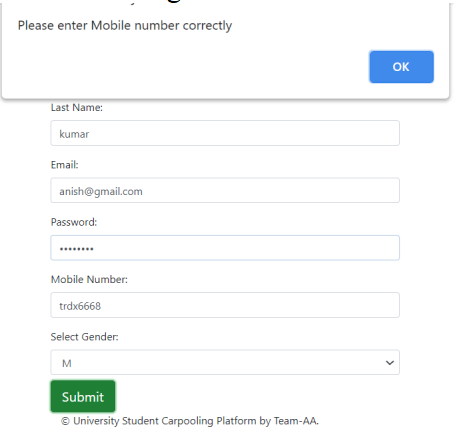 Please enter Mobile number correctly
OK
Last Name:
kumar
Email:
anish@gmail.com
Password:
••••••••
Mobile Number:
trdx6668
Select Gender:
M
Submit
© University Student Carpooling Platform by Team-AA.